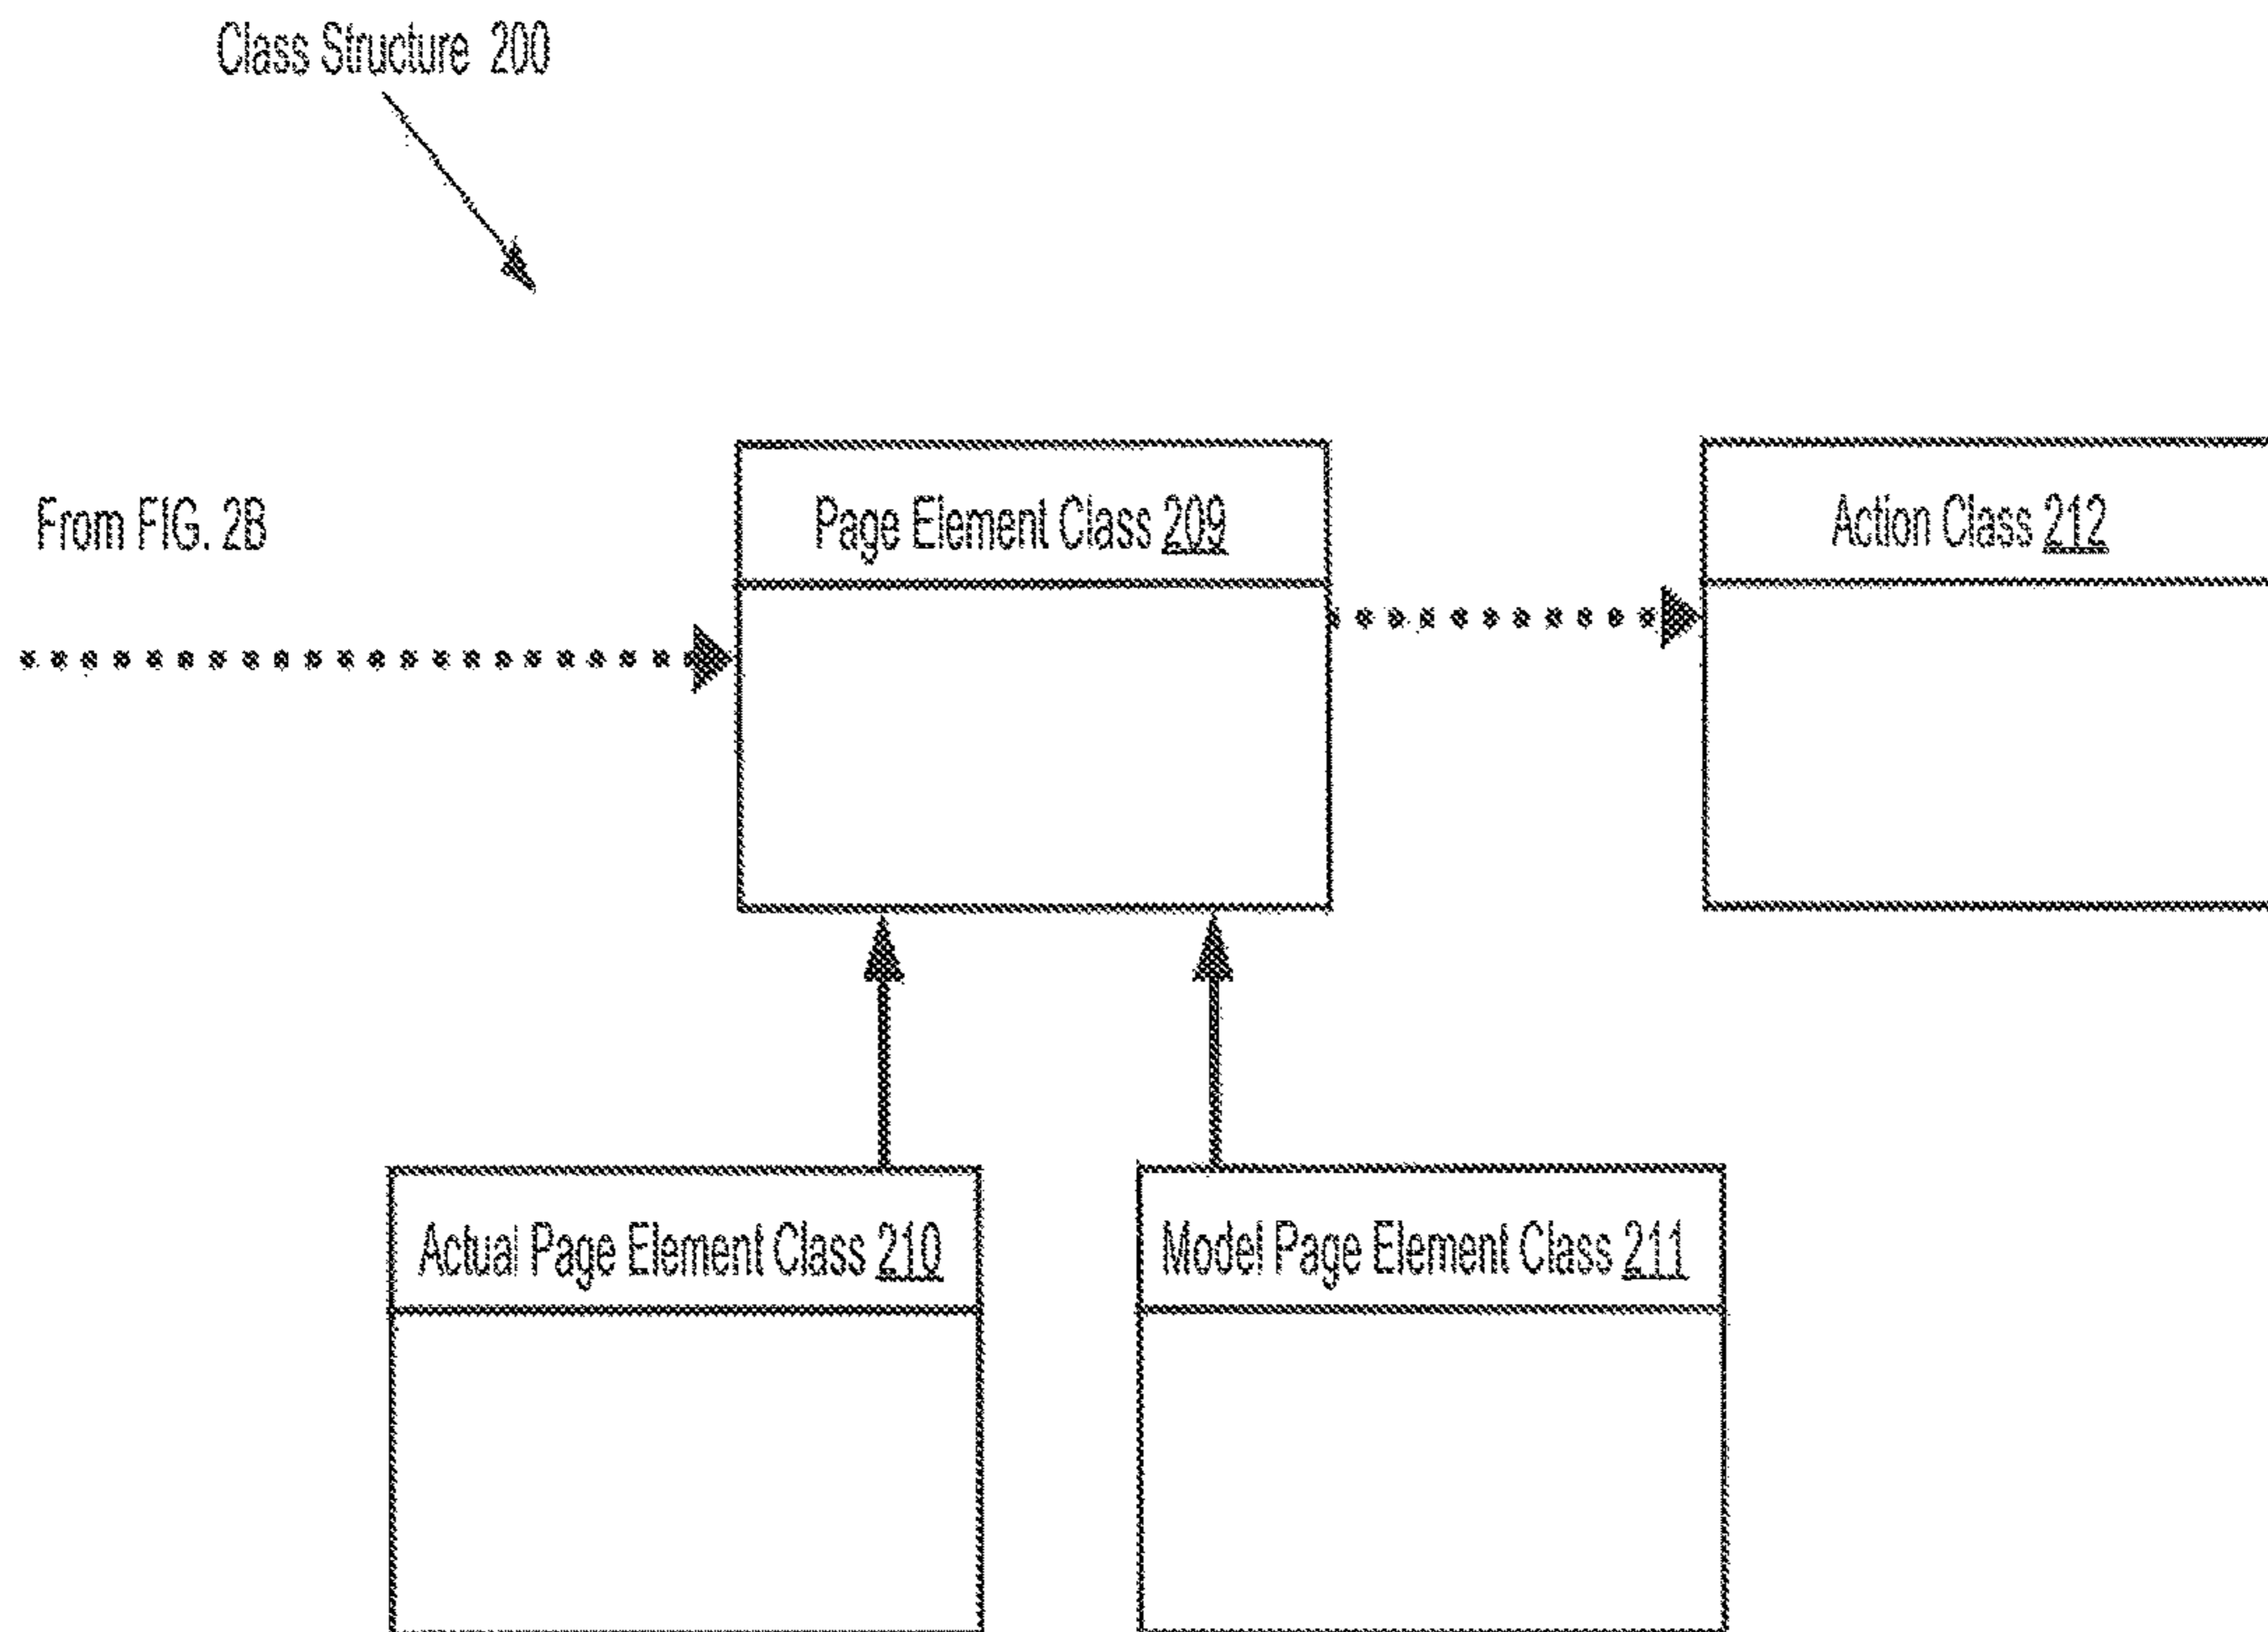 Class Structure 200
From FIG. 2B
Page Element Class 209
Action Class 212
Actual Page Element Class 210
Model Page Element Class 211